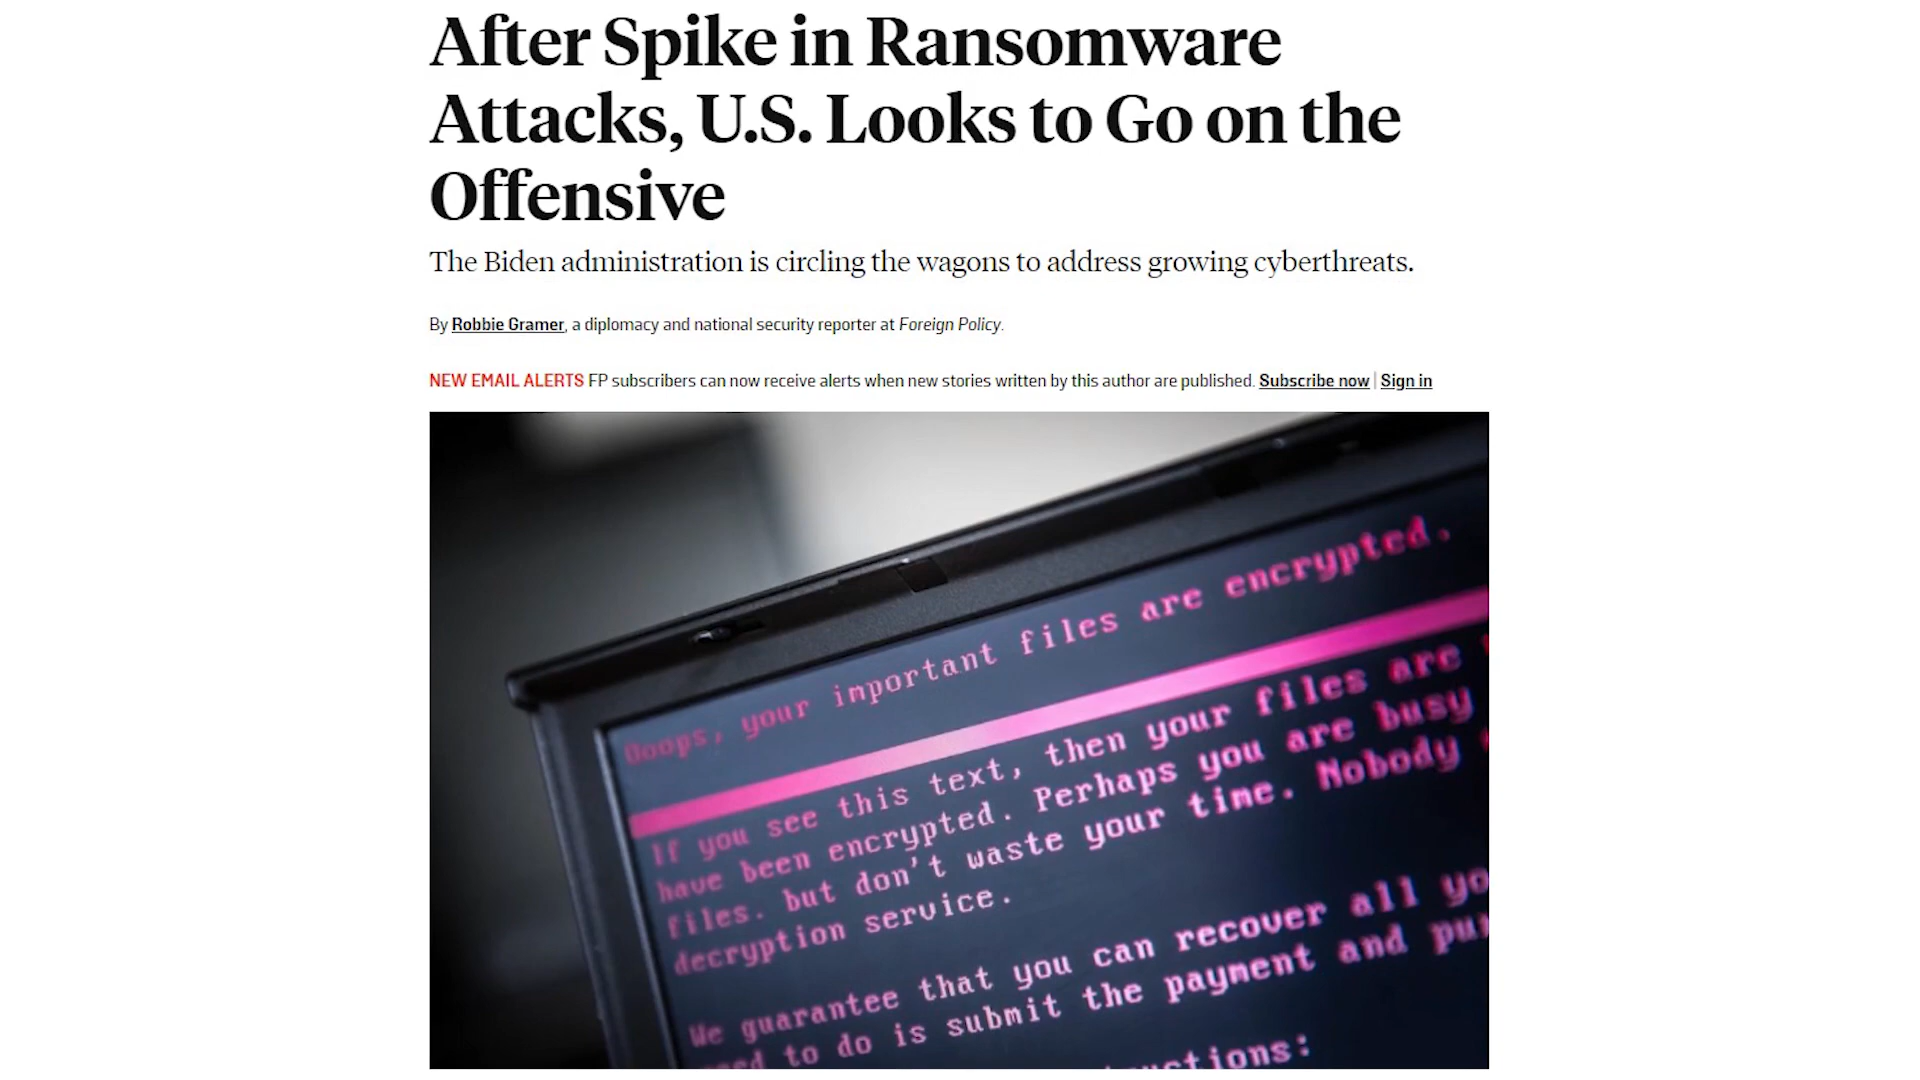 After Spike in Ransomware
Attacks, U.S. Looks to Go on the
Offensive
The Biden administration is circling the wagons to address growing cyberthreats.
By Robbie Gramer, a diplomacy and national security reporter at Foreign Policy.
NEW EMAIL ALERTS FP subscribers can now receive alerts when new stories written by this author are published. Subscribe now | Sign in
Ooops, your important files are encrypted.
If you see this text, then your files are
have been encrypted. Perhaps you are busy
files. but don't waste your time. Nobody
decryption service.
We guarantee that you can recover all yo
to do is submit the payment and pu